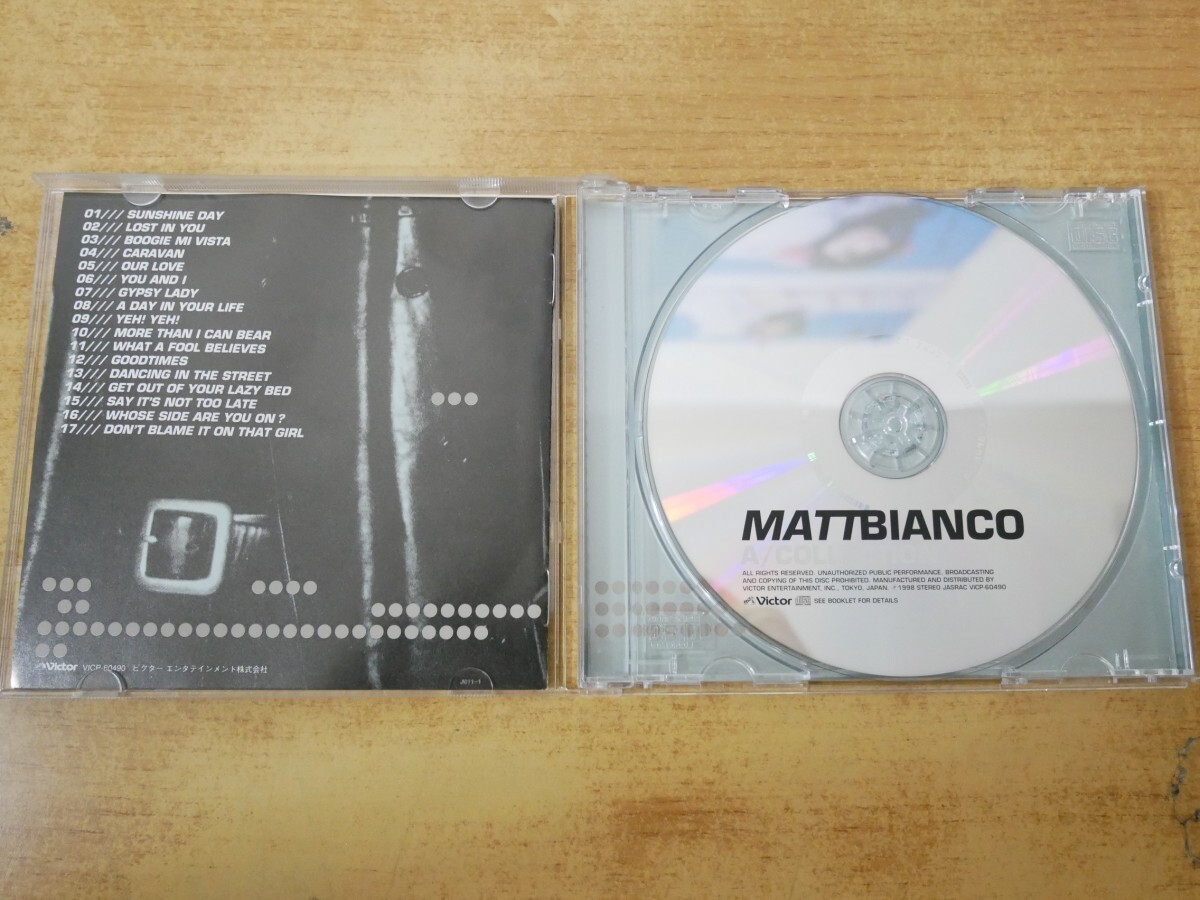 01/// SUNSHINE DAY
02/// LOST IN YOU
03/// BOOGIE MI VISTA
04/// CARAVAN
05/// OUR LOVE
06/// YOU AND I
07/// GYPSY LADY
08/// A DAY IN YOUR LIFE
09/// YEH! YEH!
10/// MORE THAN I CAN BEAR
11/// WHAT A FOOL BELIEVES
12/// GOODTIMES
13/// DANCING IN THE STREET
14/// GET OUT OF YOUR LAZY BED
15/// SAY IT'S NOT TOO LATE
16/// WHOSE SIDE ARE YOU ON?
17/// DON'T BLAME IT ON THAT GIRL
Victor VICP-60490 ビクター エンタテインメント株式会社
MATTBIANCO
A/COLL
ALL RIGHTS RESERVED. UNAUTHORIZED PUBLIC PERFORMANCE, BROADCASTING
AND COPYING OF THIS DISC PROHIBITED. MANUFACTURED AND DISTRIBUTED BY
VICTOR ENTERTAINMENT, INC., TOKYO, JAPAN. ℗1998 STEREO JASRAC VICP-60490
Victor SEE BOOKLET FOR DETAILS